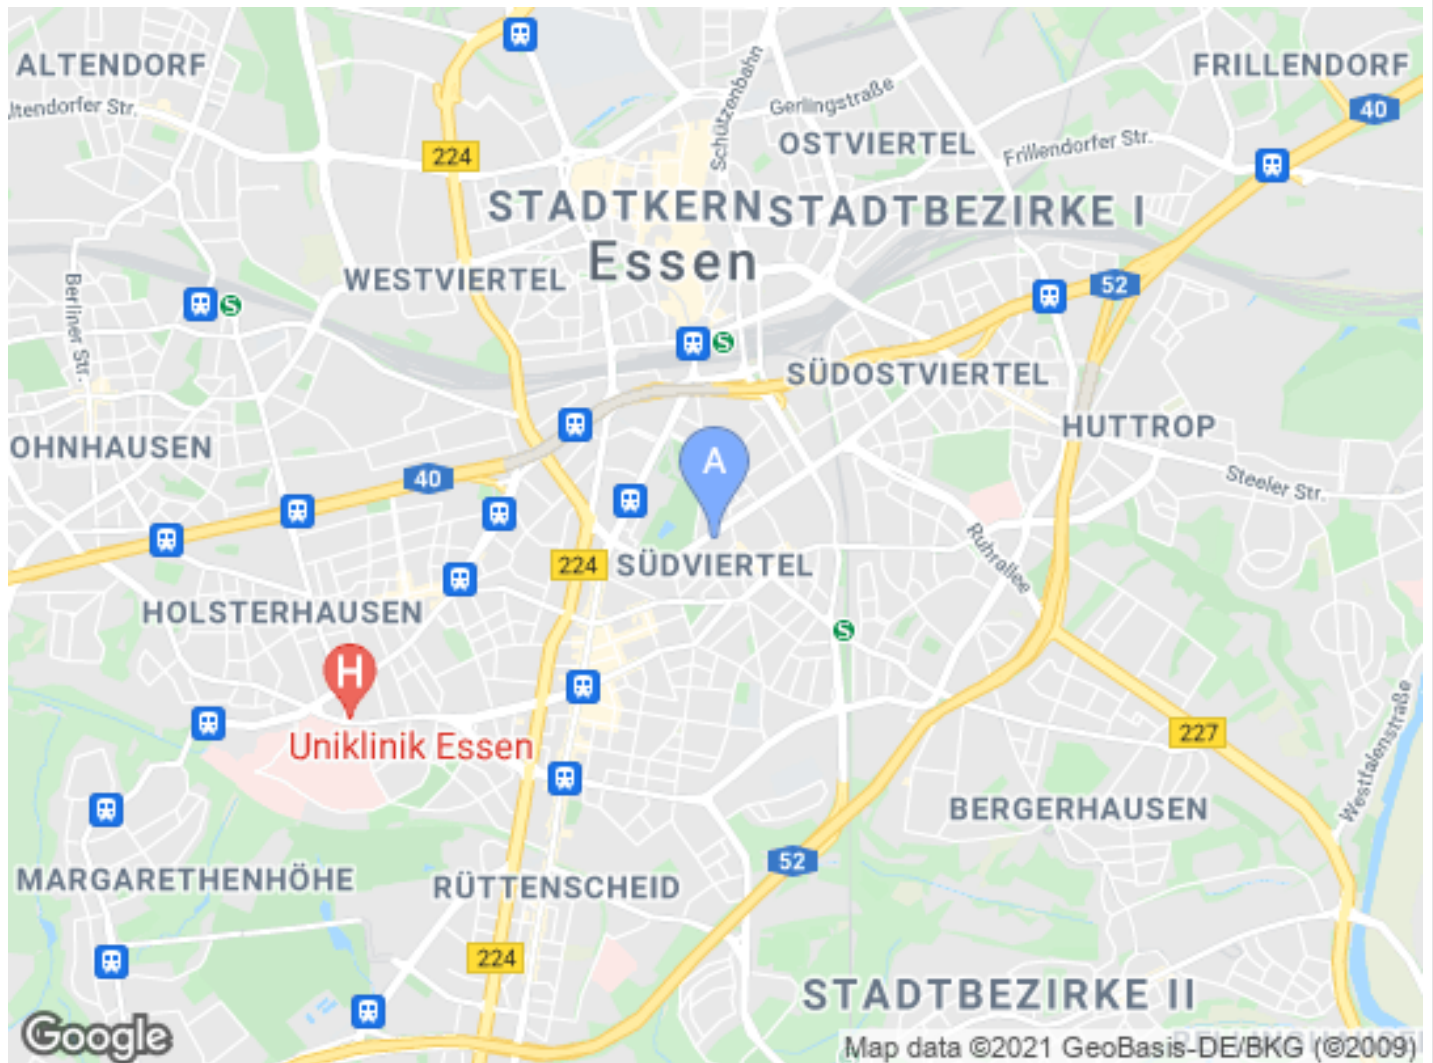 ALTENDORF
FRILLENDORF
40
ltendorfer Str.
Schützenbahn
Gerlingstraße
OSTVIERTEL
Frillendorfer Str.
224
STADTKERN
STADTBEZIRKE I
Essen
WESTVIERTEL
52
Berliner Str.
S
S
SÜDOSTVIERTEL
HUTTROP
OHNHAUSEN
A
40
Steeler Str.
Ruhrallee
224
SÜDVIERTEL
HOLSTERHAUSEN
S
H
Uniklinik Essen
227
Westfalenstraße
BERGERHAUSEN
52
MARGARETHENHÖHE
RÜTTENSCHEID
224
STADTBEZIRKE II
Google
Map data ©2021 GeoBasis-DE/BKG (©2009)